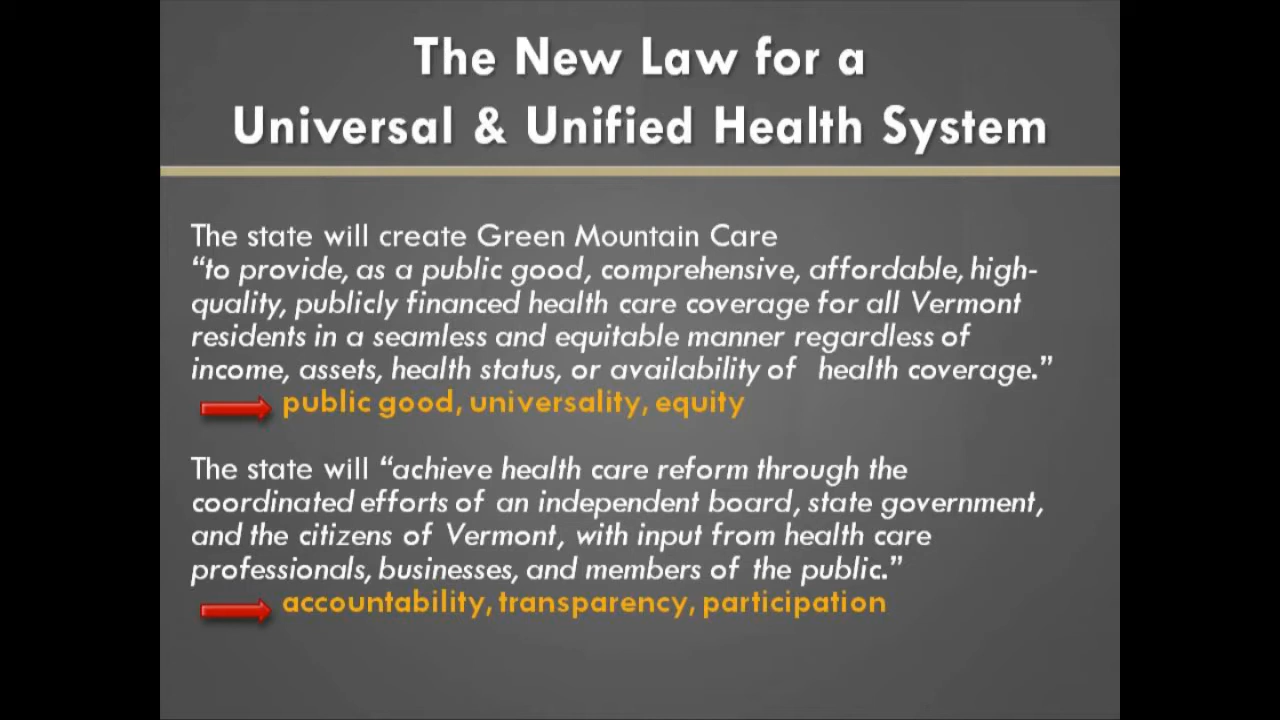 The New Law for a
Universal & Unified Health System
The state will create Green Mountain Care
“to provide, as a public good, comprehensive, affordable, high-
quality, publicly financed health care coverage for all Vermont
residents in a seamless and equitable manner regardless of
income, assets, health status, or availability of health coverage.”
public good, universality, equity
The state will “achieve health care reform through the
coordinated efforts of an independent board, state government,
and the citizens of Vermont, with input from health care
professionals, businesses, and members of the public.”
accountability, transparency, participation